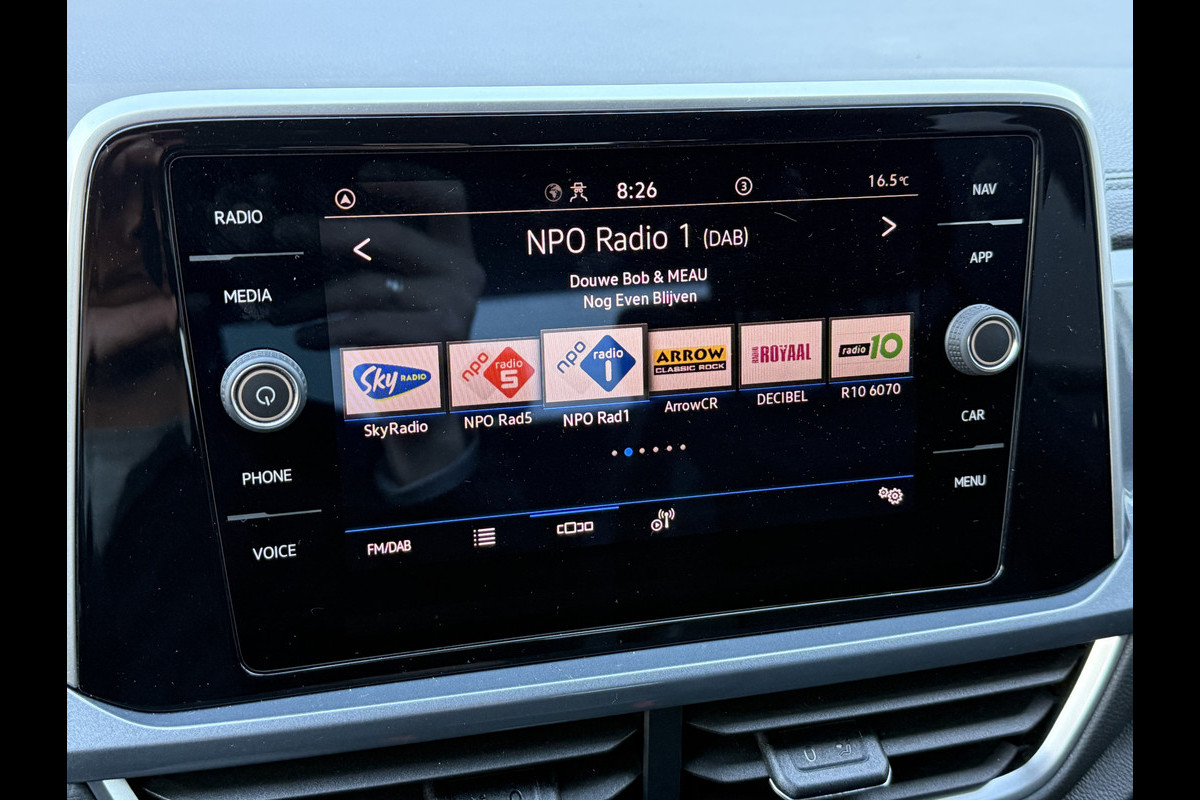 8:26
3
16.5°C
RADIO
NAV
NPO Radio 1 (DAB)
APP
Douwe Bob & MEAU
Nog Even Blijven
MEDIA
Sky RADIO
npo radio 5
npo radio 1
ARROW
CLASSIC ROCK
ROYAAL
radio 10
SkyRadio
NPO Rad5
NPO Rad1
ArrowCR
DECIBEL
R10 6070
CAR
PHONE
MENU
VOICE
FM/DAB